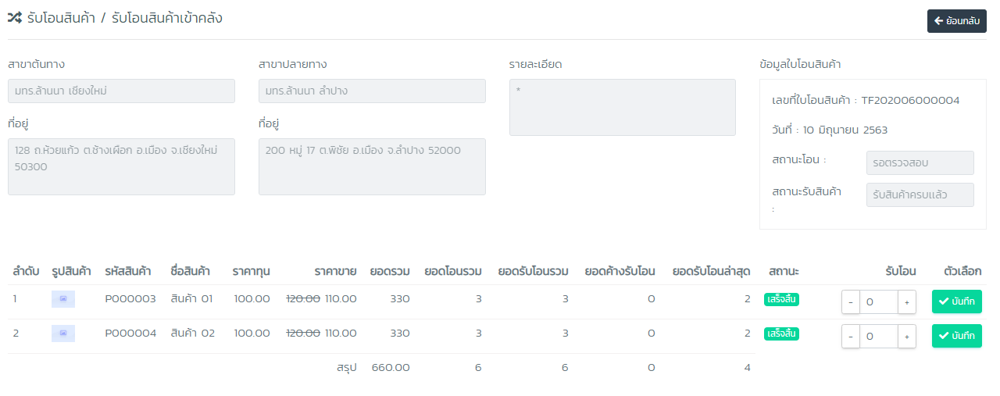 รับโอนสินค้า / รับโอนสินค้าเข้าคลัง
ย้อนกลับ
สาขาต้นทาง
มทร.ล้านนา เชียงใหม่
ที่อยู่
128 ถ.ห้วยแก้ว ต.ช้างเผือก อ.เมือง จ.เชียงใหม่
50300
สาขาปลายทาง
มทร.ล้านนา ลำปาง
ที่อยู่
200 หมู่ 17 ต.พิชัย อ.เมือง จ.ลำปาง 52000
รายละเอียด
*
ข้อมูลใบโอนสินค้า
เลขที่ใบโอนสินค้า : TF202006000004
วันที่ : 10 มิถุนายน 2563
สถานะโอน : รอตรวจสอบ
สถานะรับสินค้า รับสินค้าครบแล้ว
:
ลำดับ รูปสินค้า รหัสสินค้า ชื่อสินค้า ราคาทุน ราคาขาย ยอดรวม ยอดโอนรวม ยอดรับโอนรวม ยอดค้างรับโอน ยอดรับโอนล่าสุด สถานะ รับโอน ตัวเลือก
1 P000003 สินค้า 01 100.00 120.00 110.00 330 3 3 0 2 เสร็จสิ้น - 0 + บันทึก
2 P000004 สินค้า 02 100.00 120.00 110.00 330 3 3 0 2 เสร็จสิ้น - 0 + บันทึก
สรุป 660.00 6 6 0 4